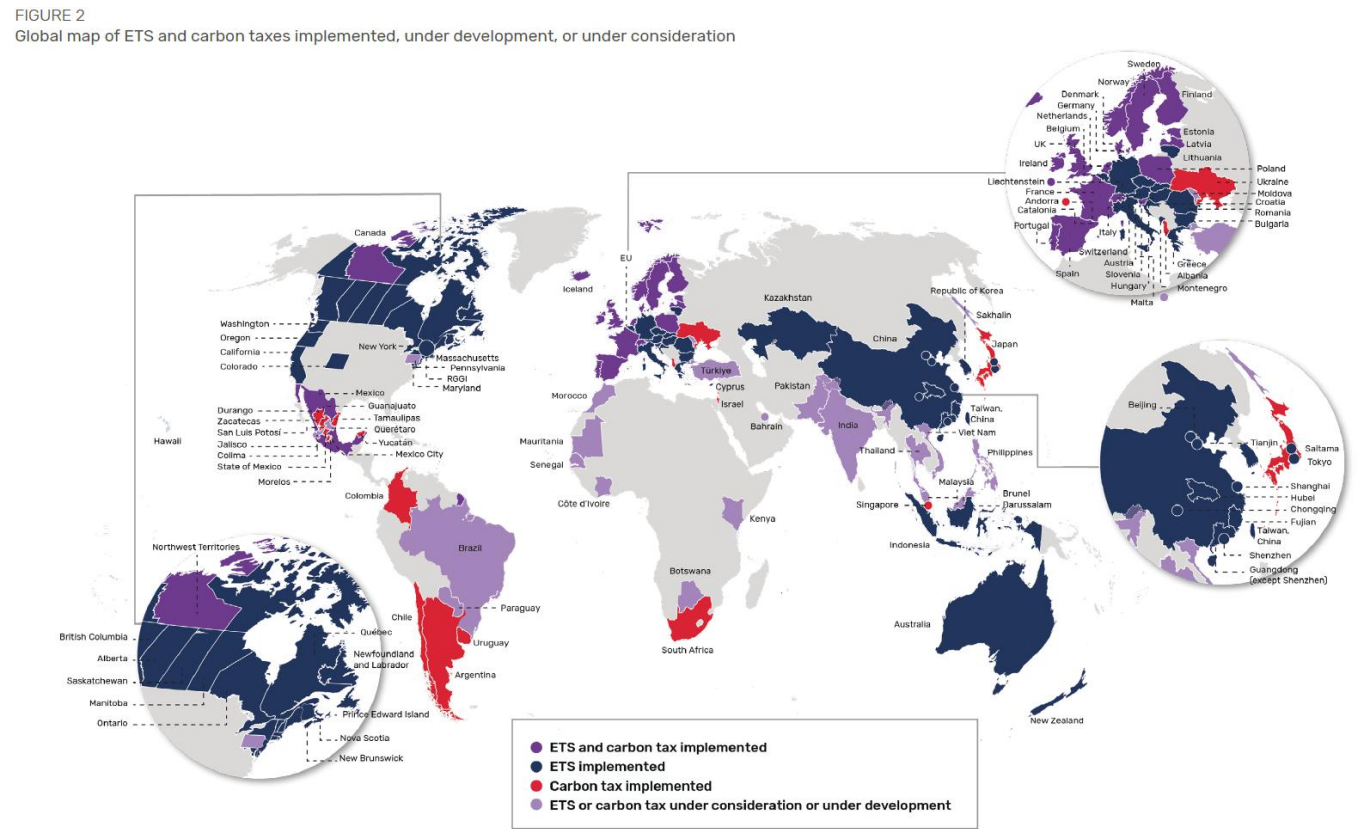 FIGURE 2
Global map of ETS and carbon taxes implemented, under development, or under consideration
Sweden
Norway
Denmark
Finland
Germany
Netherlands
Belgium
Estonia
UK
Latvia
Lithuania
Ireland
Poland
Liechtenstein
Ukraine
France
Moldova
Andorra
Croatia
Catalonia
Romania
Portugal
Bulgaria
Italy
Switzerland
Austria
Greece
Spain
Slovenia
Albania
Hungary
Montenegro
Malta
Canada
EU
Iceland
Kazakhstan
Republic of Korea
Sakhalin
Washington
Oregon
California
Colorado
New York
Massachusetts
Pennsylvania
RGGI
Maryland
China
Japan
Türkiye
Cyprus
Israel
Pakistan
Morocco
Bahrain
India
Mexico
Durango
Guanajuato
Zacatecas
Tamaulipas
San Luis Potosí
Querétaro
Jalisco
Yucatán
Colima
Mexico City
State of Mexico
Morelos
Hawaii
Mauritania
Senegal
Côte d'Ivoire
Taiwan,
China
Viet Nam
Thailand
Philippines
Malaysia
Brunei
Darussalam
Singapore
Indonesia
Kenya
Colombia
Brazil
Botswana
Paraguay
Chile
Uruguay
Argentina
South Africa
Australia
New Zealand
Beijing
Tianjin
Saitama
Tokyo
Shanghai
Hubei
Chongqing
Fujian
Taiwan,
China
Shenzhen
Guangdong
(except Shenzhen)
Northwest Territories
British Columbia
Québec
Alberta
Newfoundland
and Labrador
Saskatchewan
Manitoba
Prince Edward Island
Ontario
Nova Scotia
New Brunswick
ETS and carbon tax implemented
ETS implemented
Carbon tax implemented
ETS or carbon tax under consideration or under development